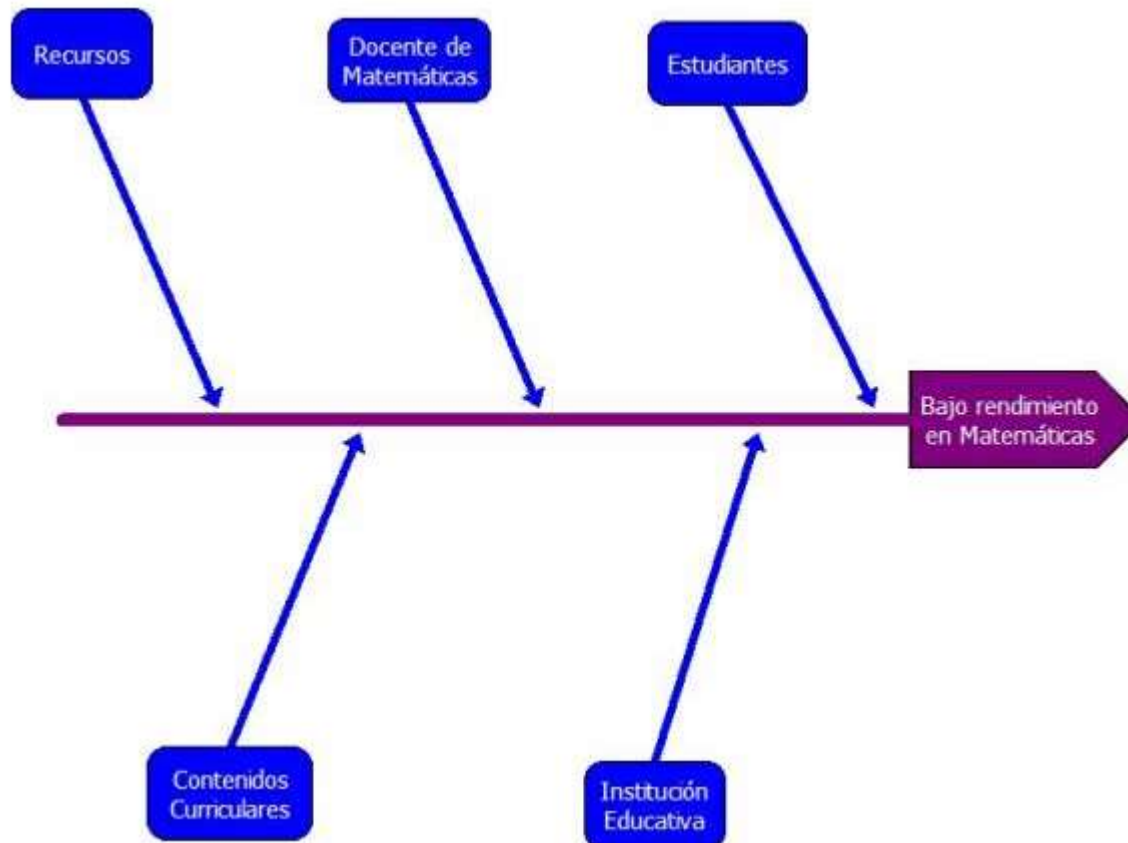 Recursos
Docente de
Matemáticas
Estudiantes
Bajo rendimiento
en Matemáticas
Contenidos
Curriculares
Institución
Educativa